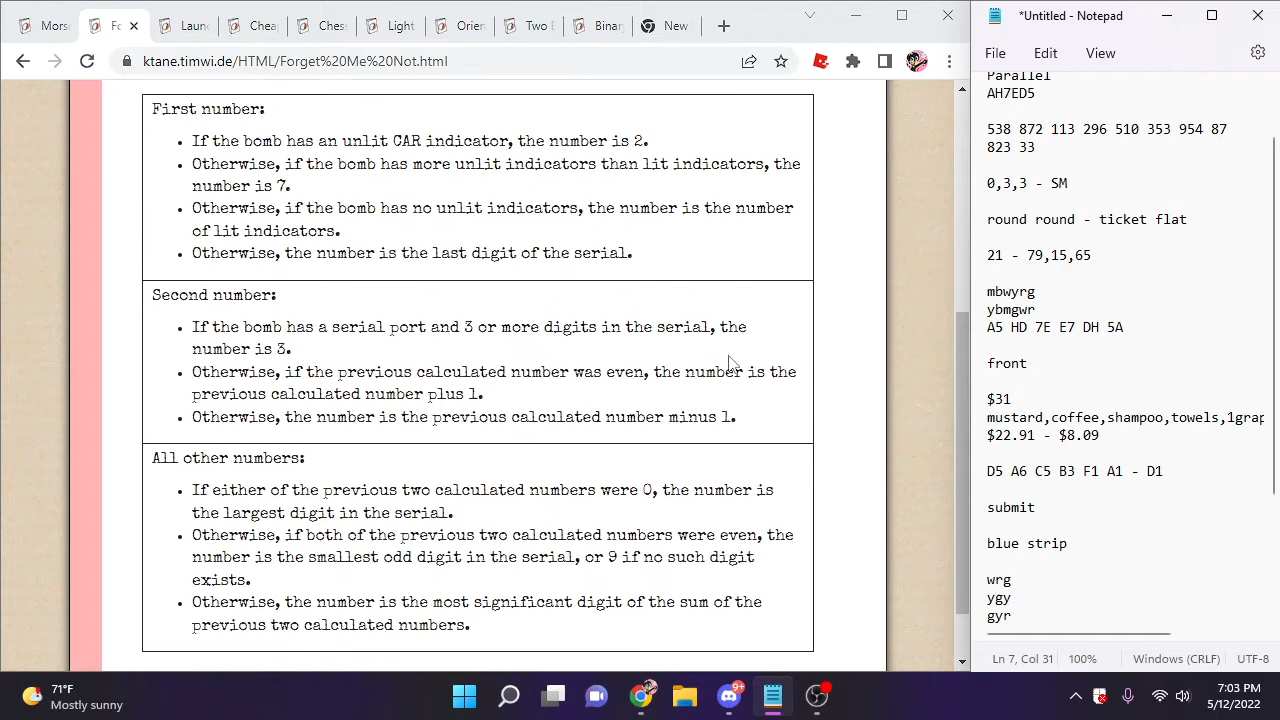 Mors
Fo
Laun
Chea
Ches
Light
Orien
Two F
Binar
New
*Untitled - Notepad
ktane.timwi.de/HTML/Forget%20Me%20Not.html
File Edit View
First number:
If the bomb has an unlit CAR indicator, the number is 2.
Otherwise, if the bomb has more unlit indicators than lit indicators, the
number is 7.
Otherwise, if the bomb has no unlit indicators, the number is the number
of lit indicators.
Otherwise, the number is the last digit of the serial.
Second number:
If the bomb has a serial port and 3 or more digits in the serial, the
number is 3.
Otherwise, if the previous calculated number was even, the number is the
previous calculated number plus 1.
Otherwise, the number is the previous calculated number minus 1.
All other numbers:
If either of the previous two calculated numbers were 0, the number is
the largest digit in the serial.
Otherwise, if both of the previous two calculated numbers were even, the
number is the smallest odd digit in the serial, or 9 if no such digit
exists.
Otherwise, the number is the most significant digit of the sum of the
previous two calculated numbers.
Parallel
AH7ED5
538 872 113 296 510 353 954 87
823 33
0,3,3 - SM
round round - ticket flat
21 - 79,15,65
mbwyrg
ybmgwr
A5 HD 7E E7 DH 5A
front
$31
mustard,coffee,shampoo,towels,1grap
$22.91 - $8.09
D5 A6 C5 B3 F1 A1 - D1
submit
blue strip
wrg
ygy
gyr
Ln 7, Col 31 100% Windows (CRLF) UTF-8
71°F
Mostly sunny
9+
7:03 PM
5/12/2022